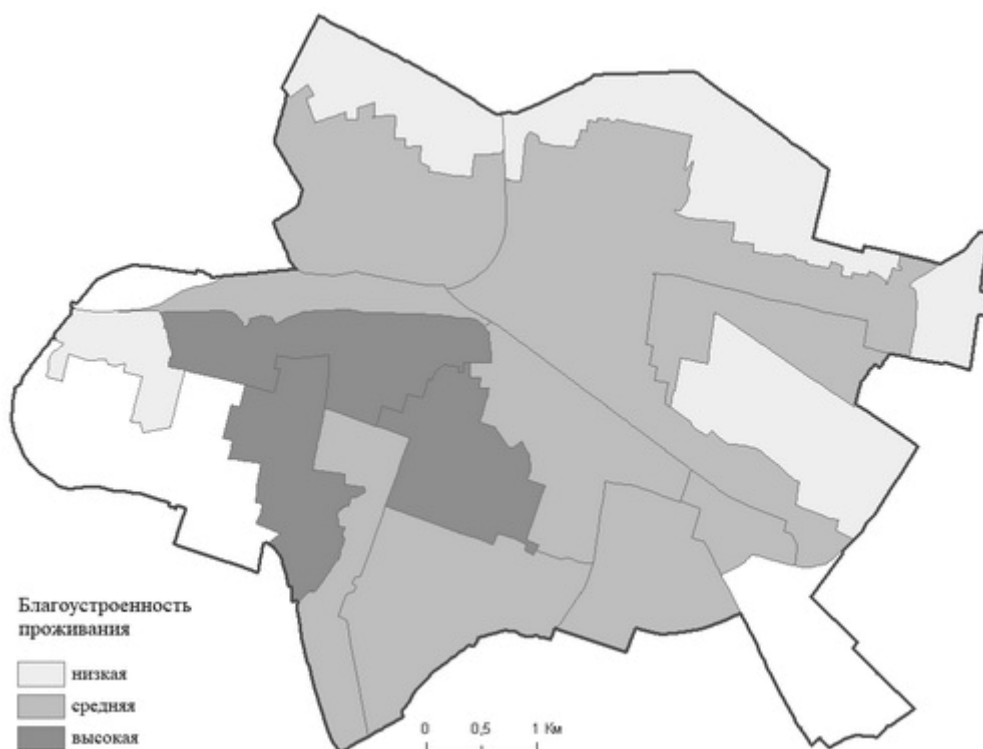 Благоустроенность
проживания
низкая
средняя
высокая
0 0,5 1 Км